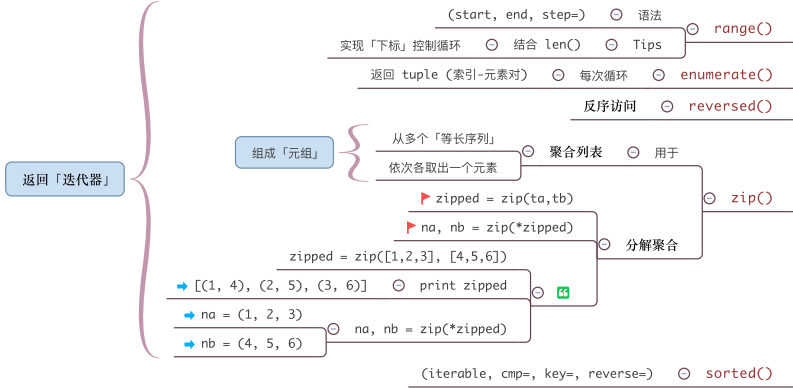 (start, end, step=)
语法
range()
实现「下标」控制循环
结合 len()
Tips
返回 tuple (索引-元素对)
每次循环
enumerate()
反序访问
reversed()
返回「迭代器」
组成「元组」
从多个「等长序列」
依次各取出一个元素
聚合列表
用于
zip()
zipped = zip(ta,tb)
na, nb = zip(*zipped)
分解聚合
zipped = zip([1,2,3], [4,5,6])
[(1, 4), (2, 5), (3, 6)]
print zipped
na = (1, 2, 3)
nb = (4, 5, 6)
na, nb = zip(*zipped)
(iterable, cmp=, key=, reverse=)
sorted()